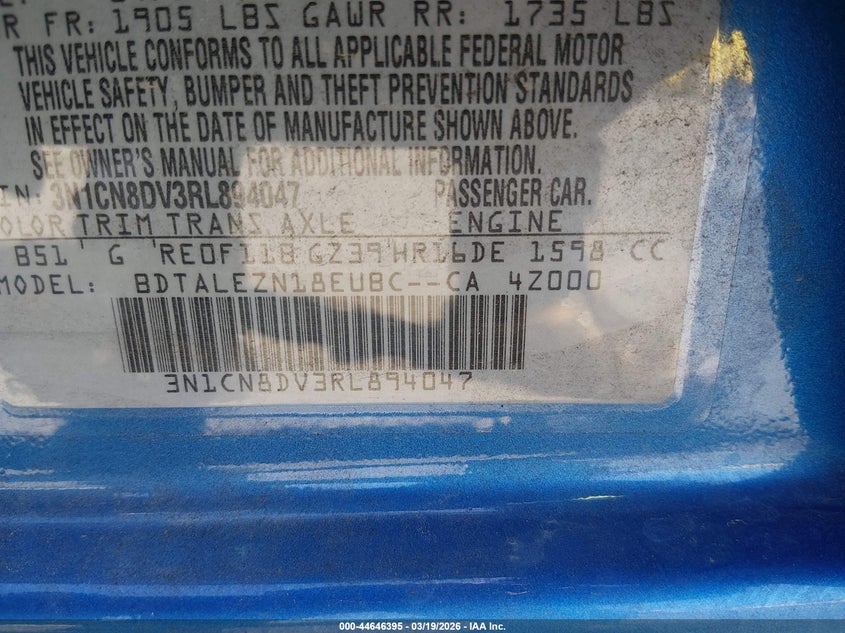 R FR: 1905 LBS GAWR RR: 1735 LBS
THIS VEHICLE CONFORMS TO ALL APPLICABLE FEDERAL MOTOR
VEHICLE SAFETY, BUMPER AND THEFT PREVENTION STANDARDS
IN EFFECT ON THE DATE OF MANUFACTURE SHOWN ABOVE.
SEE OWNER'S MANUAL FOR ADDITIONAL INFORMATION
IN: 3N1CN8DV3RL894047 PASSENGER CAR.
OLOR TRIM TRANS AXLE ENGINE
B51 G RE0F11B GZ39 HR16DE 1598 CC
MODEL: BDTALEZN18EUBC--CA 4Z000
3N1CN8DV3RL894047
000-44646395 - 03/19/2026 - IAA Inc.